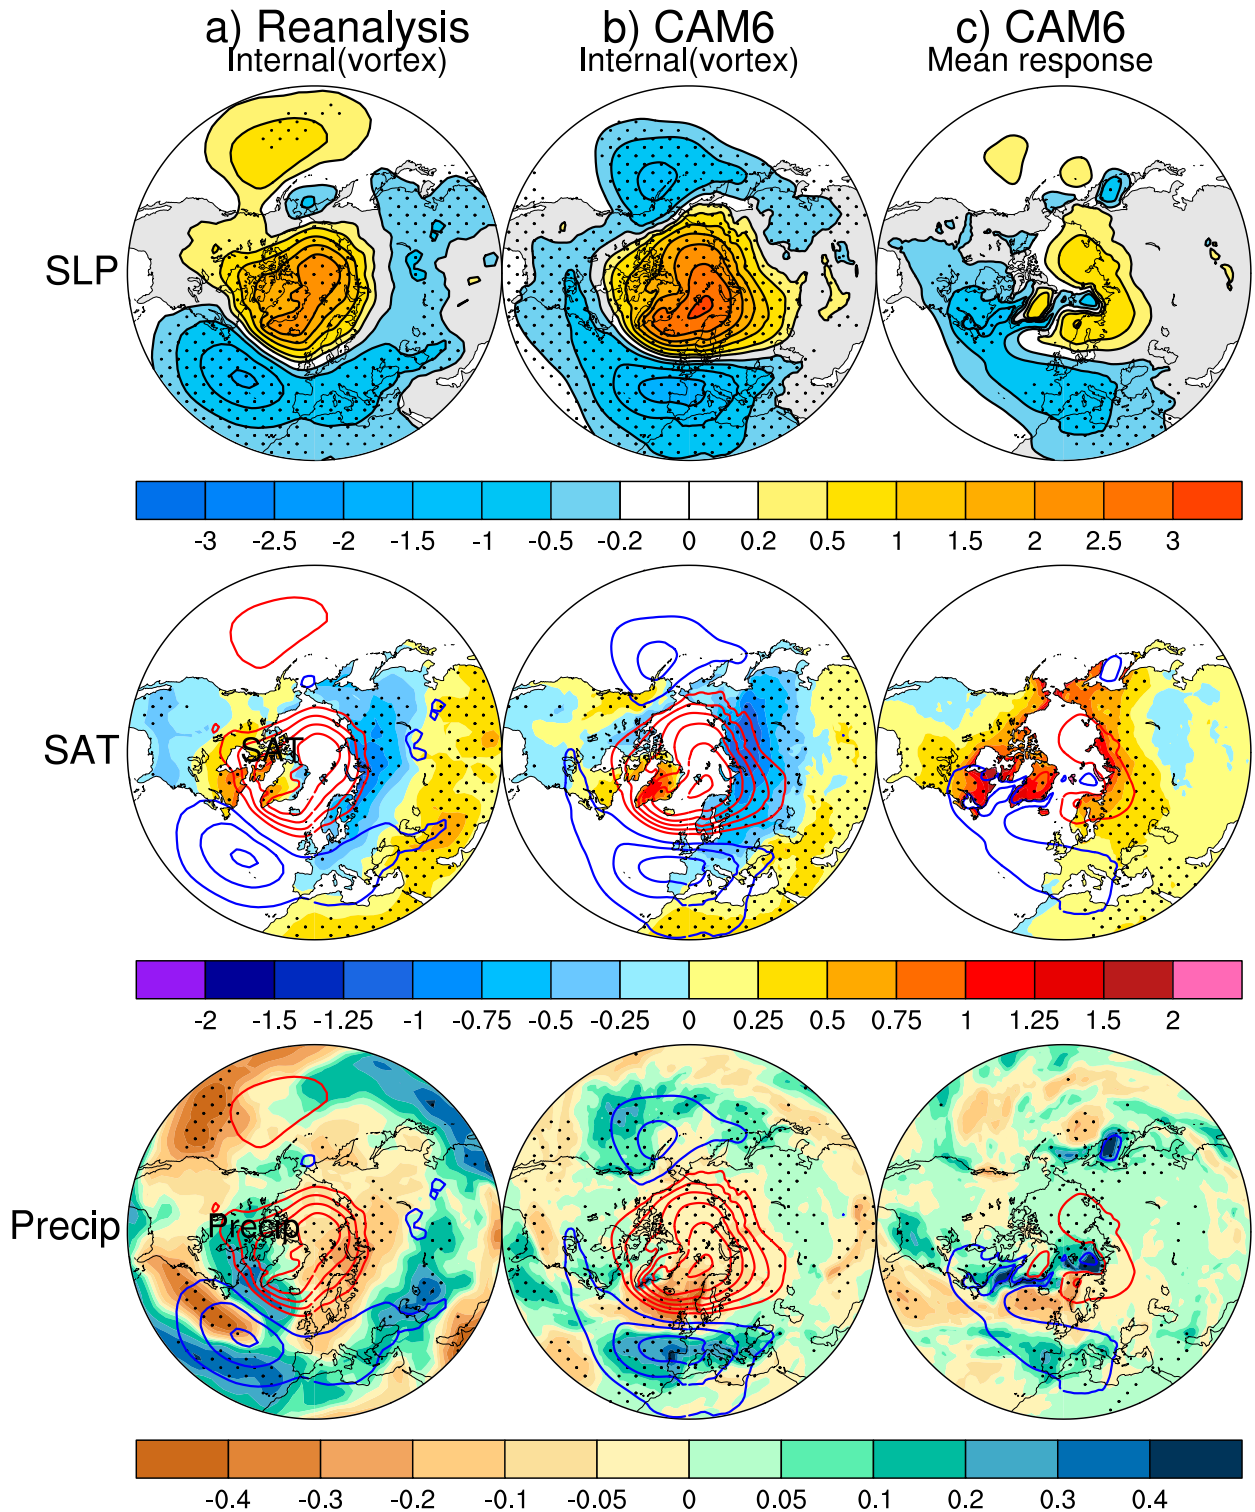 a) Reanalysis b) CAM6 c) CAM6
Internal(vortex) Internal(vortex) Mean response
SLP
-3 -2.5 -2 -1.5 -1 -0.5 -0.2 0 0.2 0.5 1 1.5 2 2.5 3
SAT
SAT
-2 -1.5 -1.25 -1 -0.75 -0.5 -0.25 0 0.25 0.5 0.75 1 1.25 1.5 2
Precip
Precip
-0.4 -0.3 -0.2 -0.1 -0.05 0 0.05 0.1 0.2 0.3 0.4